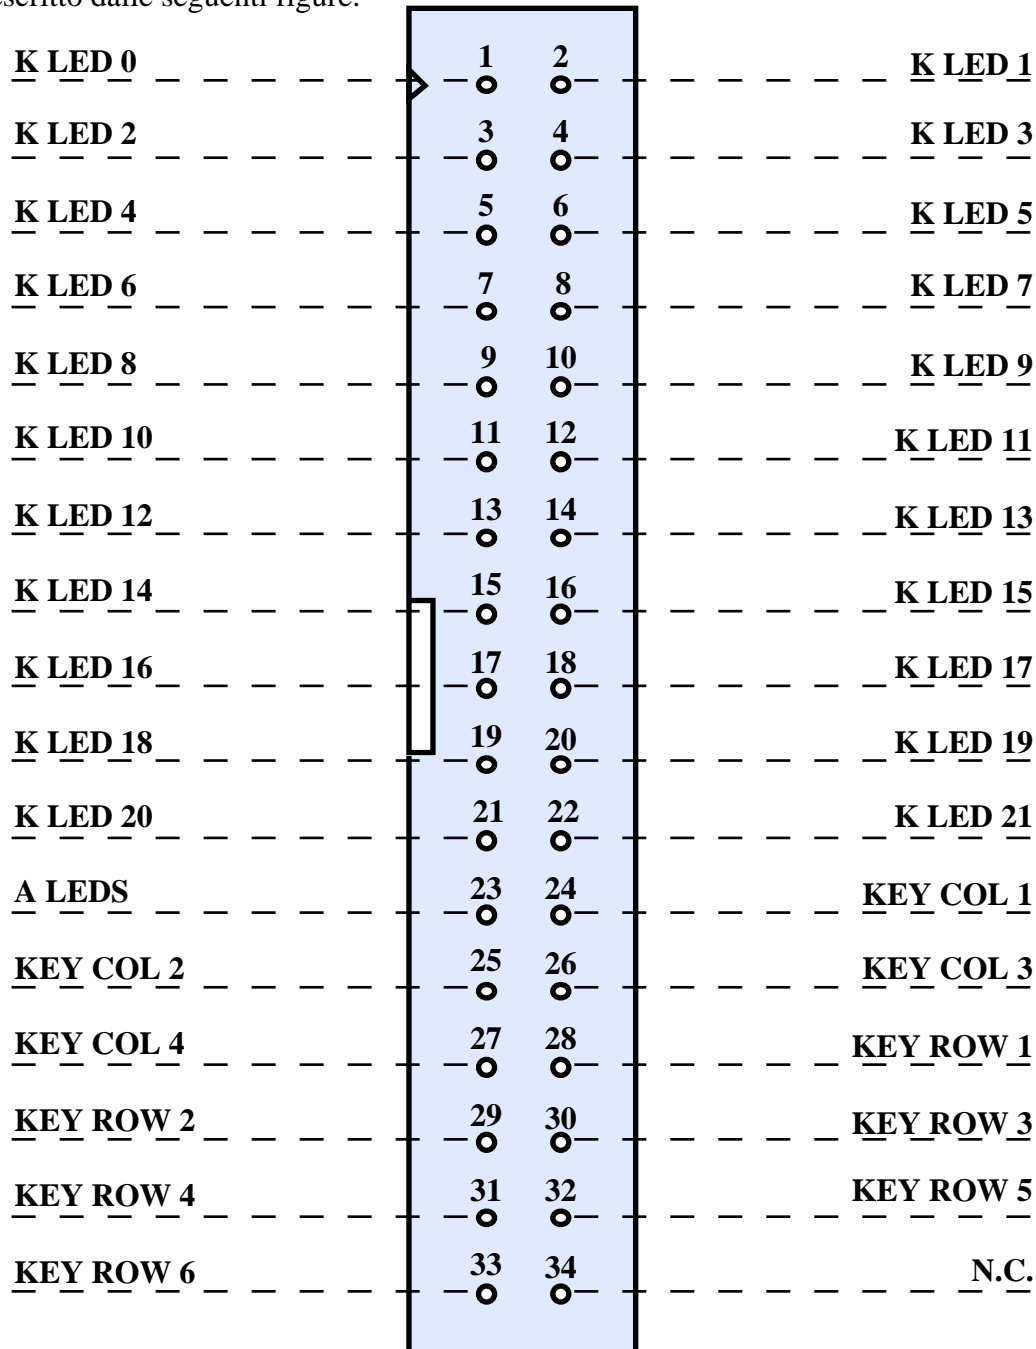 seguenti figure.
K LED 0 1 2 K LED 1
K LED 2 3 4 K LED 3
K LED 4 5 6 K LED 5
K LED 6 7 8 K LED 7
K LED 8 9 10 K LED 9
K LED 10 11 12 K LED 11
K LED 12 13 14 K LED 13
K LED 14 15 16 K LED 15
K LED 16 17 18 K LED 17
K LED 18 19 20 K LED 19
K LED 20 21 22 K LED 21
A LEDS 23 24 KEY COL 1
KEY COL 2 25 26 KEY COL 3
KEY COL 4 27 28 KEY ROW 1
KEY ROW 2 29 30 KEY ROW 3
KEY ROW 4 31 32 KEY ROW 5
KEY ROW 6 33 34 N.C.